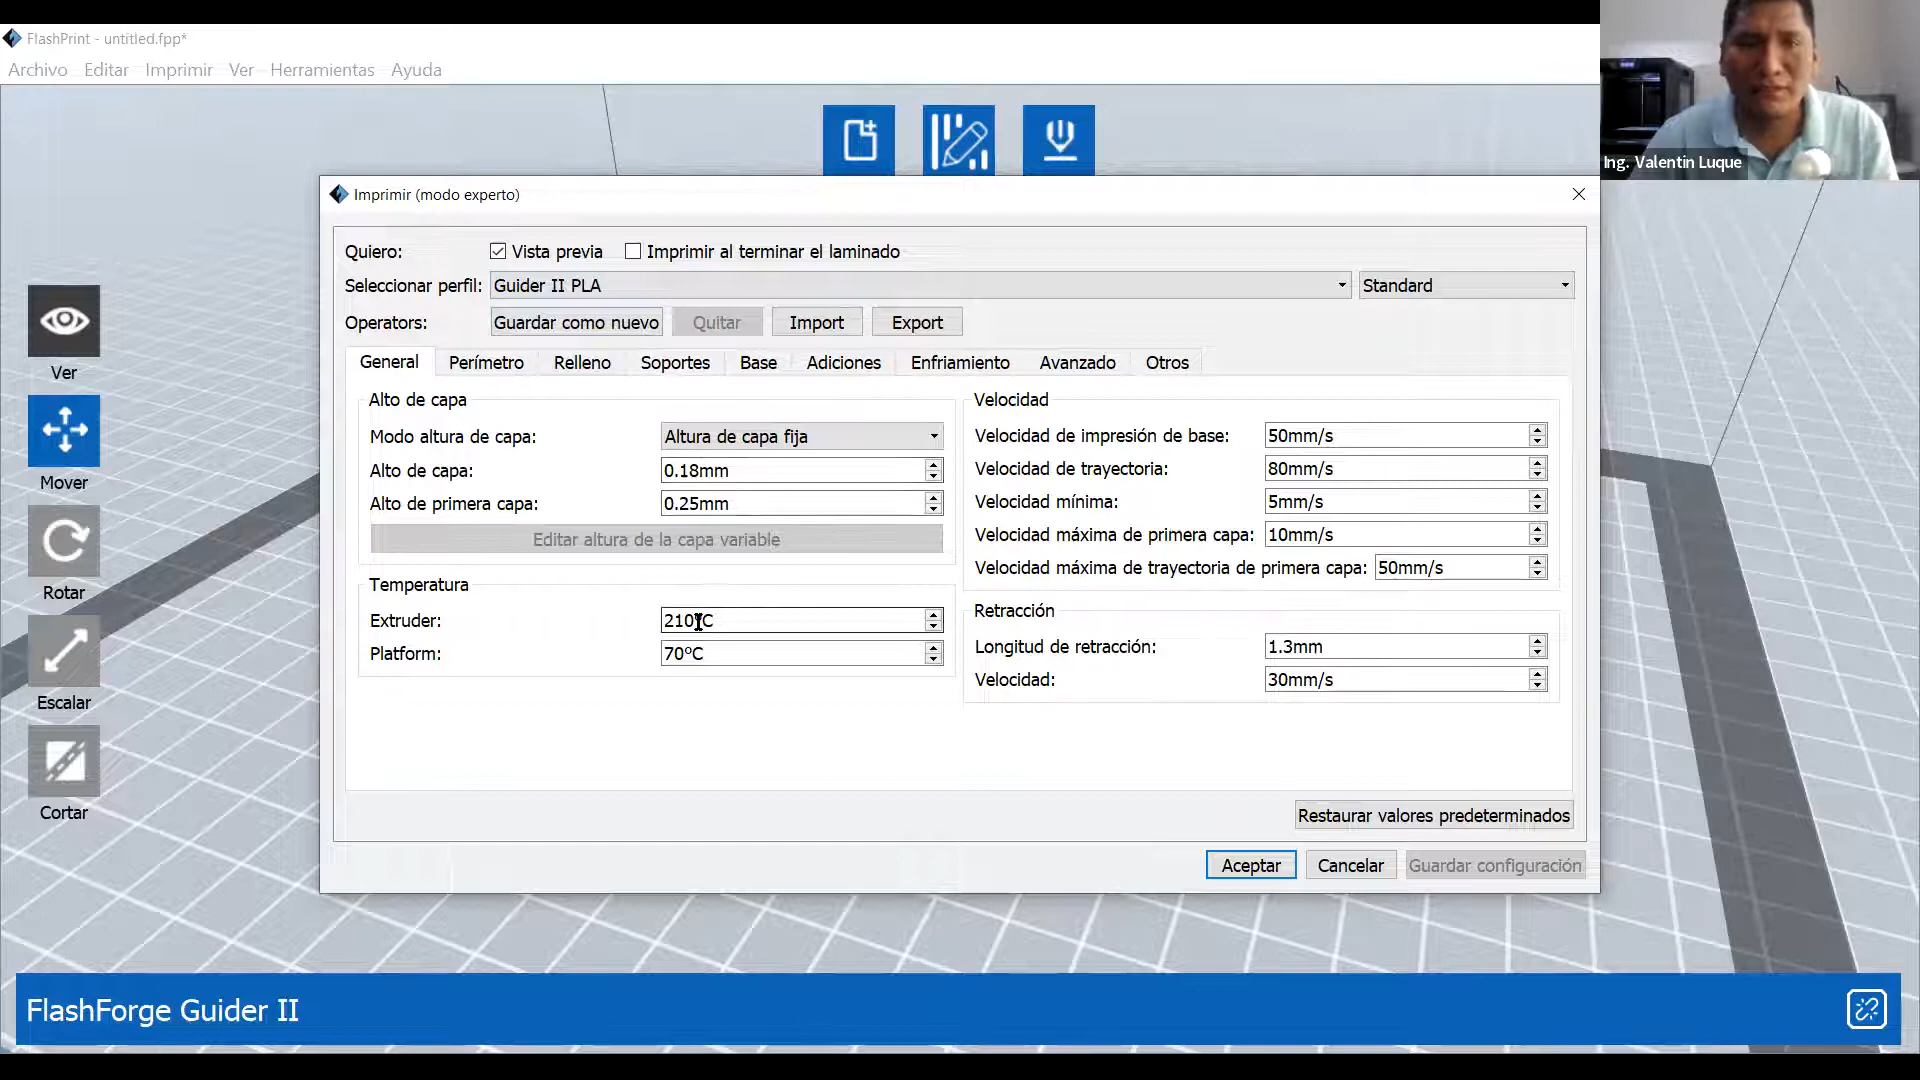 FlashPrint - untitled.fpp*
Archivo Editar Imprimir Ver Herramientas Ayuda
Ing. Valentin Luque
Imprimir (modo experto)
Quiero: Vista previa Imprimir al terminar el laminado
Seleccionar perfil: Guider II PLA Standard
Operators: Guardar como nuevo Quitar Import Export
General Perímetro Relleno Soportes Base Adiciones Enfriamiento Avanzado Otros
Alto de capa
Modo altura de capa: Altura de capa fija
Alto de capa: 0.18mm
Alto de primera capa: 0.25mm
Editar altura de la capa variable
Temperatura
Extruder: 210°C
Platform: 70°C
Velocidad
Velocidad de impresión de base: 50mm/s
Velocidad de trayectoria: 80mm/s
Velocidad mínima: 5mm/s
Velocidad máxima de primera capa: 10mm/s
Velocidad máxima de trayectoria de primera capa: 50mm/s
Retracción
Longitud de retracción: 1.3mm
Velocidad: 30mm/s
Restaurar valores predeterminados
Aceptar Cancelar Guardar configuración
Ver
Mover
Rotar
Escalar
Cortar
FlashForge Guider II